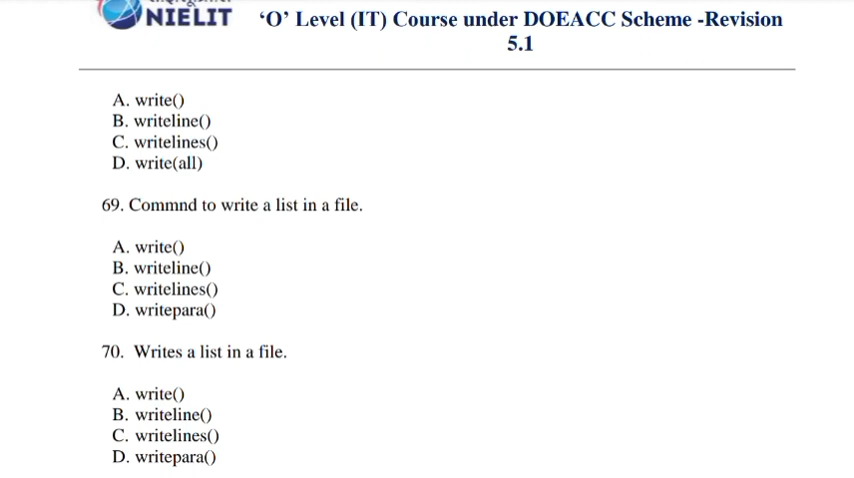 NIELIT ‘O’ Level (IT) Course under DOEACC Scheme -Revision
5.1
A. write()
B. writeline()
C. writelines()
D. write(all)
69. Commnd to write a list in a file.
A. write()
B. writeline()
C. writelines()
D. writepara()
70. Writes a list in a file.
A. write()
B. writeline()
C. writelines()
D. writepara()